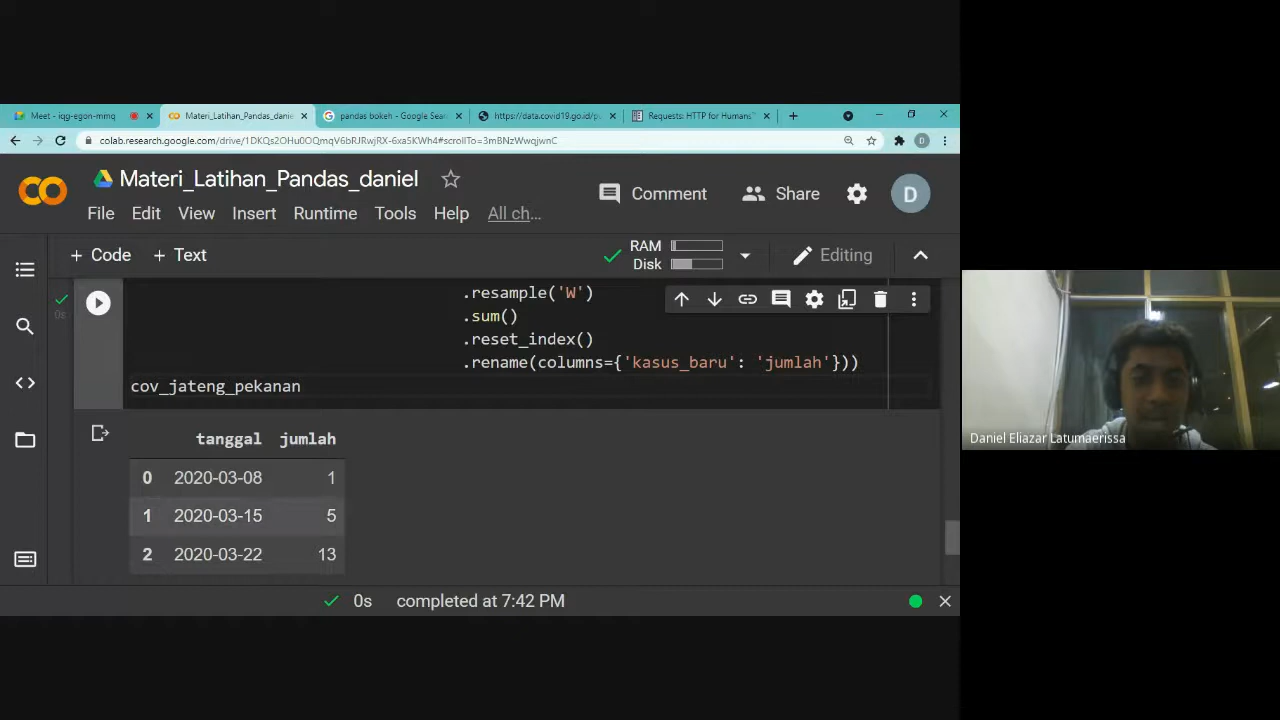 Meet - iqg-egon-mmq
Materi_Latihan_Pandas_danie
pandas bokeh - Google Sear
https://data.covid19.go.id/p
Requests: HTTP for Humans™
colab.research.google.com/drive/1DKQs2OHu0OQmqV6bRJRwjRX-6xa5KWh4#scrollTo=3mBNzWwqjwnC
D
Materi_Latihan_Pandas_daniel
Comment
Share
D
File Edit View Insert Runtime Tools Help All ch...
+ Code + Text
RAM
Disk
Editing
.resample('W')
0s
.sum()
.reset_index()
.rename(columns={'kasus_baru': 'jumlah'}))
cov_jateng_pekanan
tanggal jumlah
0 2020-03-08 1
1 2020-03-15 5
2 2020-03-22 13
0s completed at 7:42 PM
Daniel Eliazar Latumaerissa